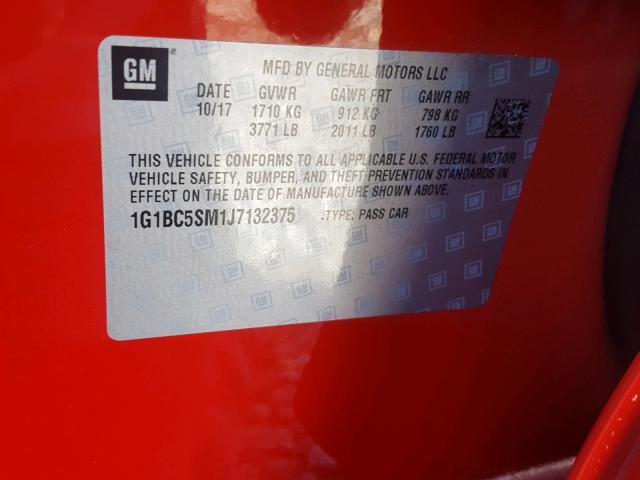 GM
MFD BY GENERAL MOTORS LLC
DATE GVWR GAWR FRT GAWR RR
10/17 1710 KG 912 KG 798 KG
3771 LB 2011 LB 1760 LB
THIS VEHICLE CONFORMS TO ALL APPLICABLE U.S. FEDERAL MOTOR
VEHICLE SAFETY, BUMPER, AND THEFT PREVENTION STANDARDS IN
EFFECT ON THE DATE OF MANUFACTURE SHOWN ABOVE.
1G1BC5SM1J7132375 TYPE: PASS CAR